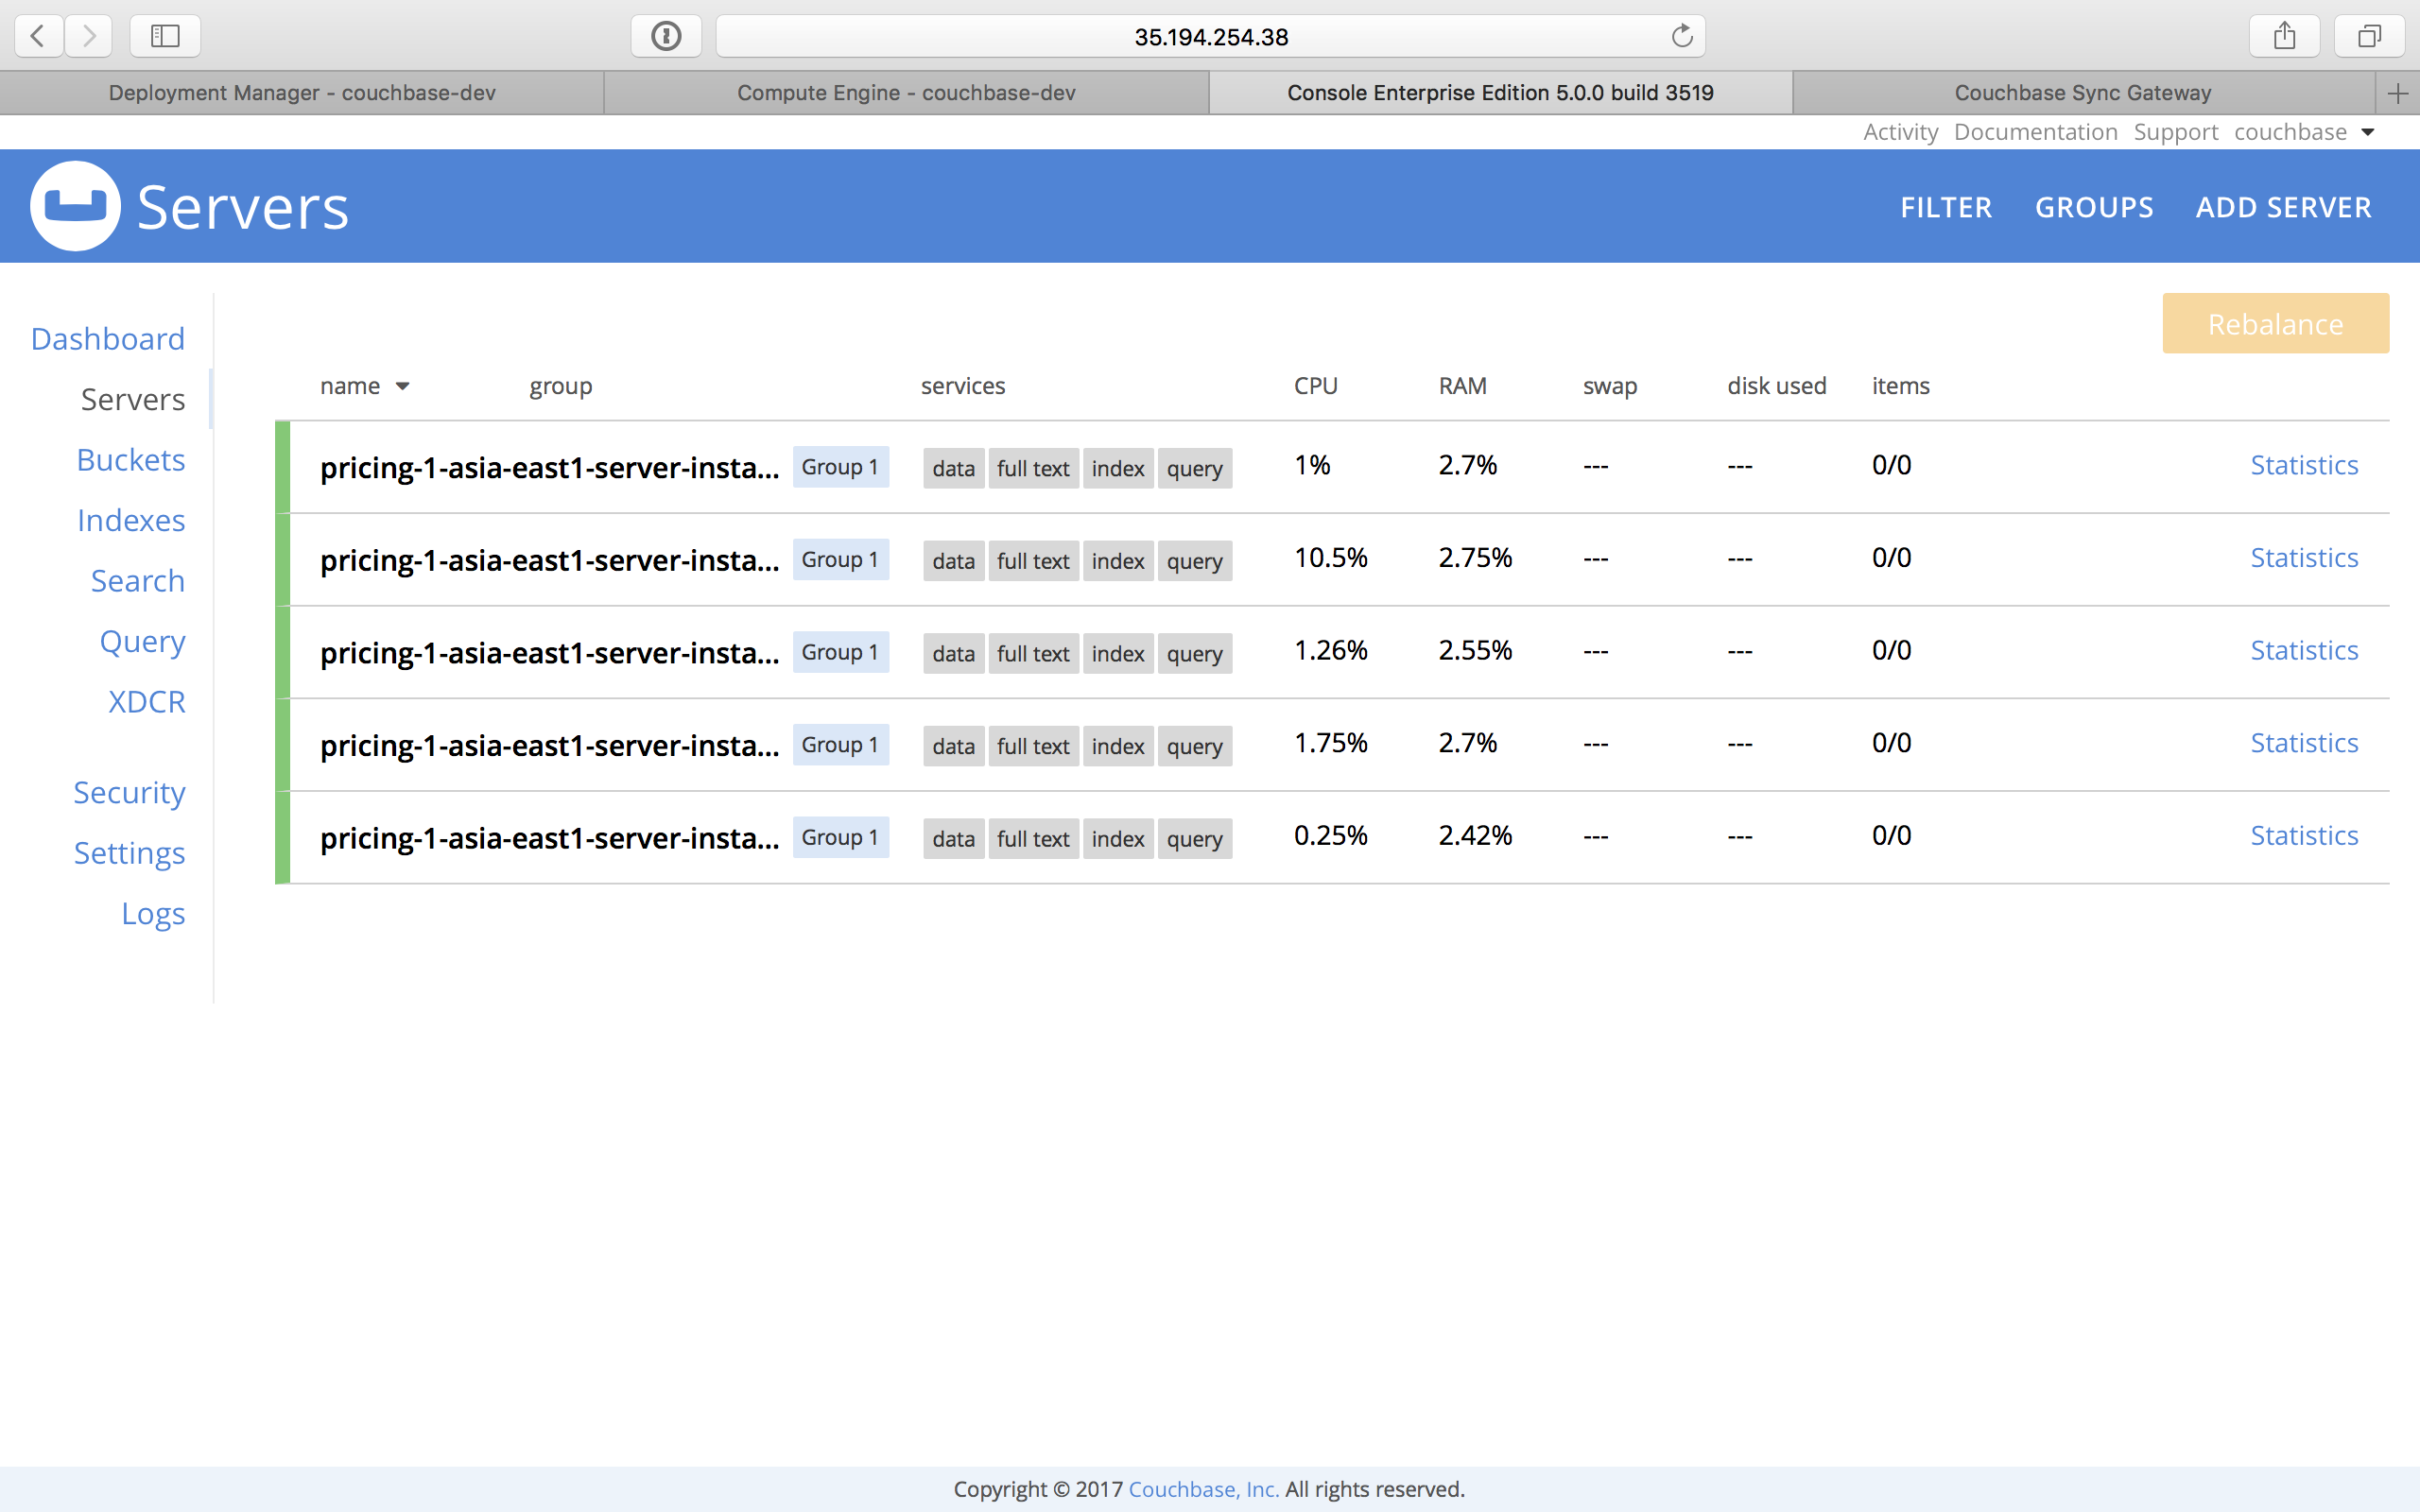 35.194.254.38
Deployment Manager - couchbase-dev Compute Engine - couchbase-dev Console Enterprise Edition 5.0.0 build 3519 Couchbase Sync Gateway
Activity Documentation Support couchbase
Servers FILTER GROUPS ADD SERVER
Dashboard
Servers
Buckets
Indexes
Search
Query
XDCR
Security
Settings
Logs
Rebalance
name group services CPU RAM swap disk used items
pricing-1-asia-east1-server-insta... Group 1 data full text index query 1% 2.7% --- --- 0/0 Statistics
pricing-1-asia-east1-server-insta... Group 1 data full text index query 10.5% 2.75% --- --- 0/0 Statistics
pricing-1-asia-east1-server-insta... Group 1 data full text index query 1.26% 2.55% --- --- 0/0 Statistics
pricing-1-asia-east1-server-insta... Group 1 data full text index query 1.75% 2.7% --- --- 0/0 Statistics
pricing-1-asia-east1-server-insta... Group 1 data full text index query 0.25% 2.42% --- --- 0/0 Statistics
Copyright © 2017 Couchbase, Inc. All rights reserved.